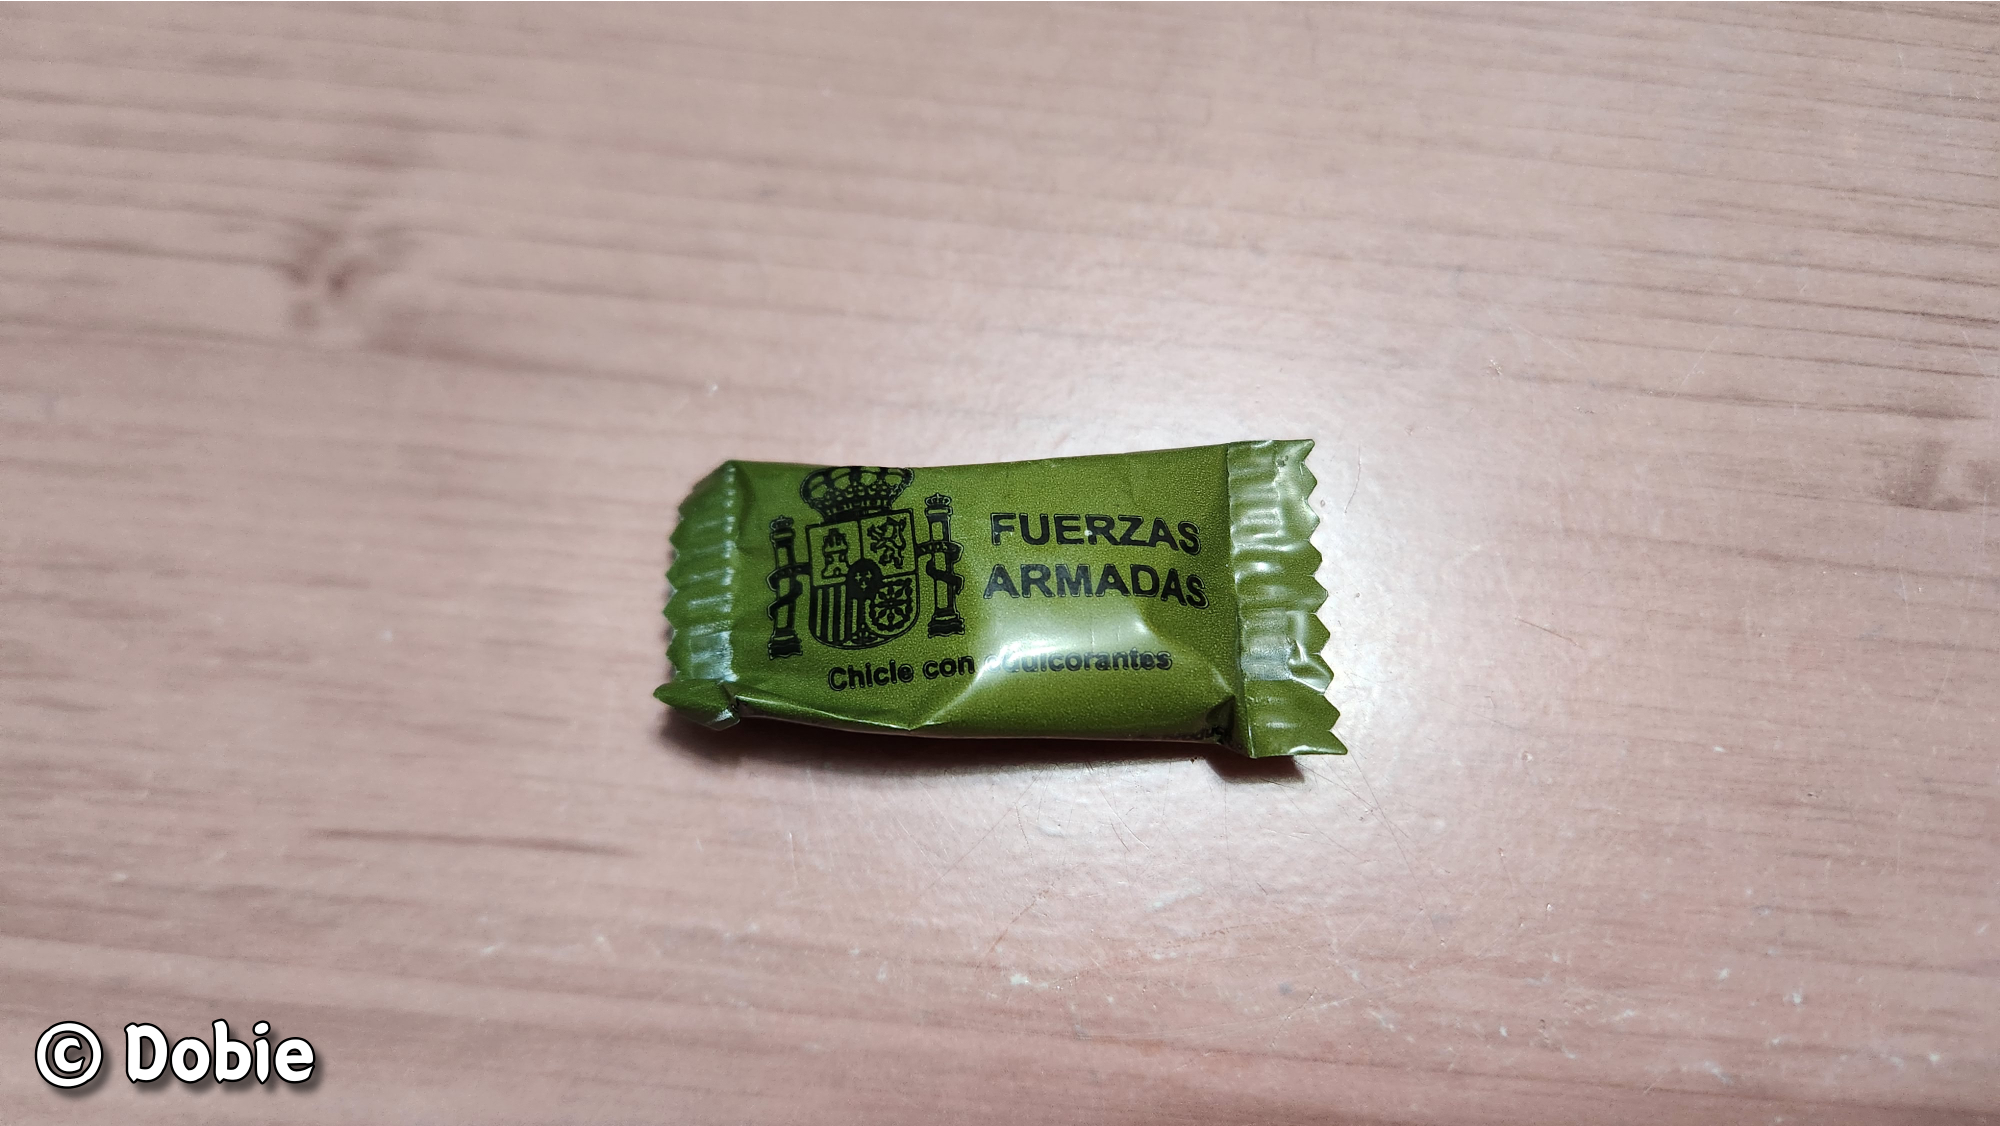 FUERZAS
ARMADAS
Chicle con edulcorantes
© Dobie